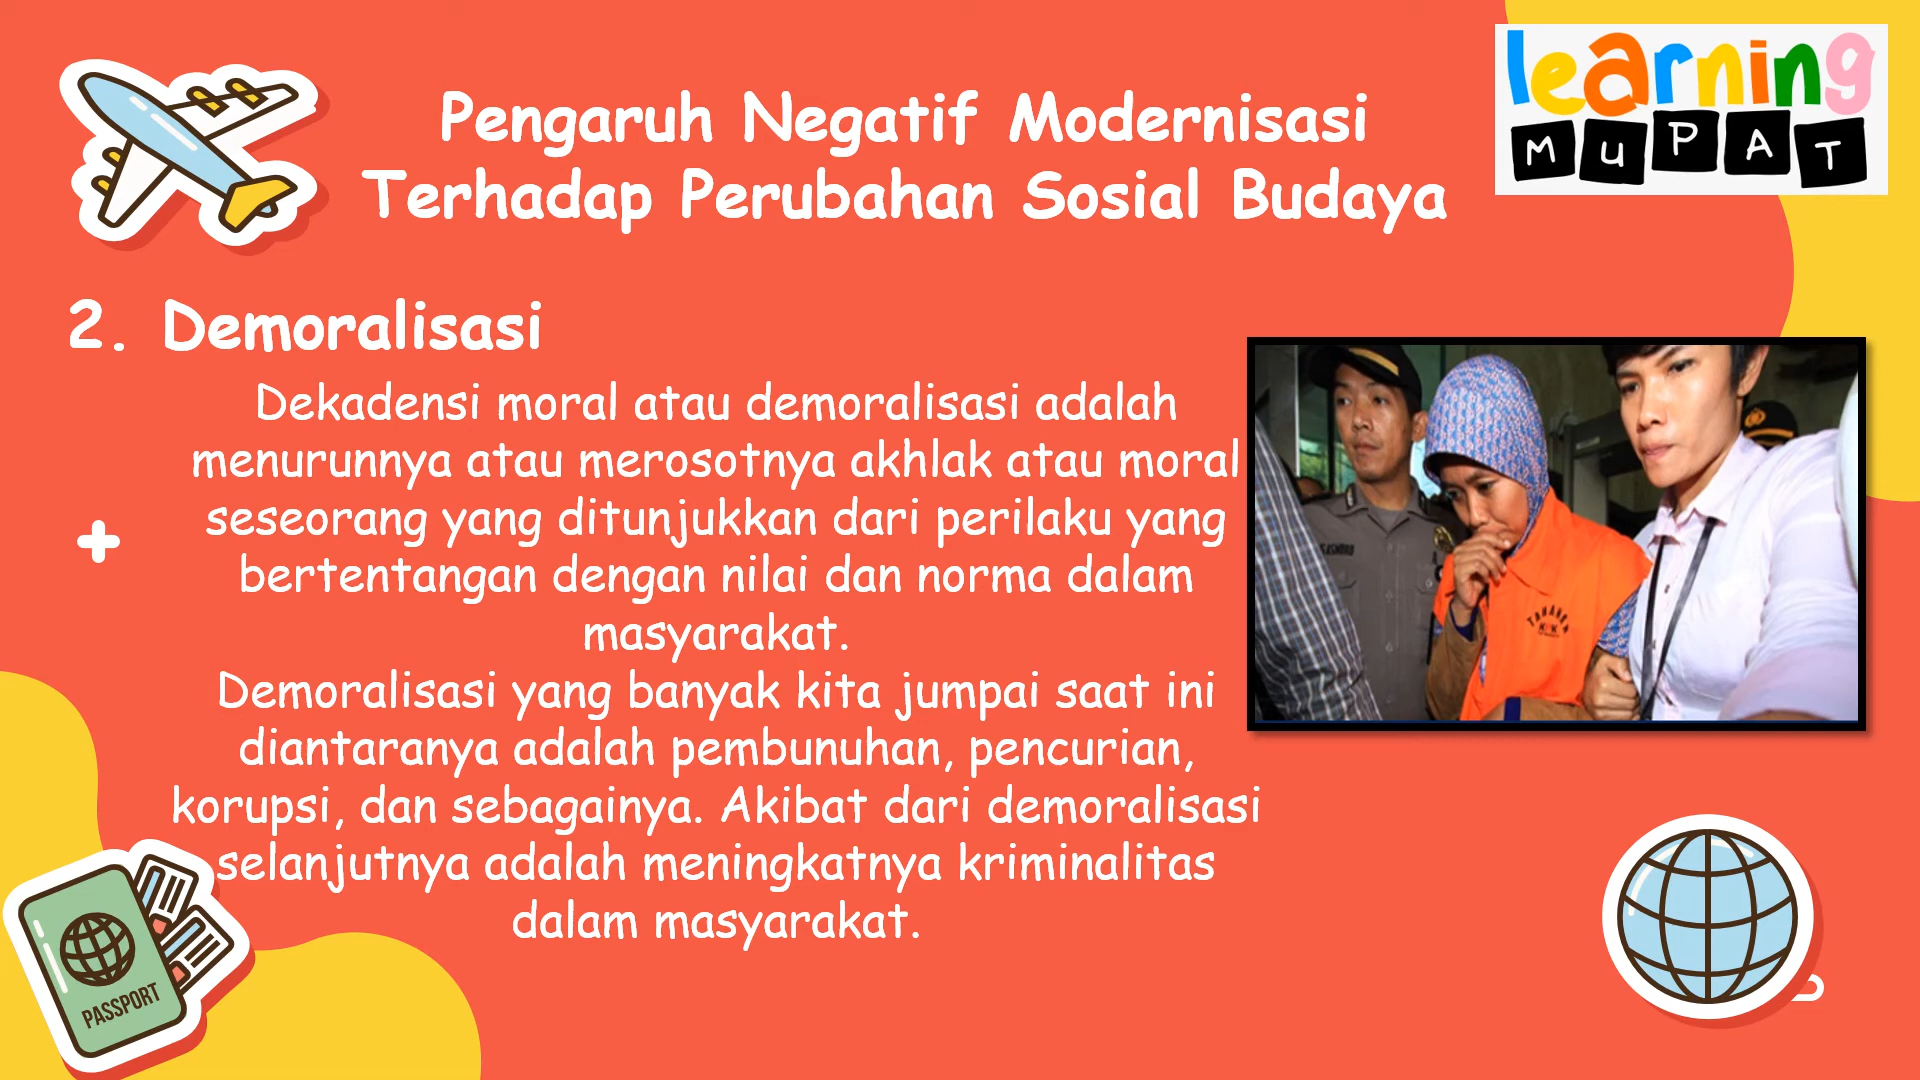 learning
MUPAT
Pengaruh Negatif Modernisasi
Terhadap Perubahan Sosial Budaya
2. Demoralisasi
Dekadensi moral atau demoralisasi adalah
menurunnya atau merosotnya akhlak atau moral
seseorang yang ditunjukkan dari perilaku yang
bertentangan dengan nilai dan norma dalam
masyarakat.
Demoralisasi yang banyak kita jumpai saat ini
diantaranya adalah pembunuhan, pencurian,
korupsi, dan sebagainya. Akibat dari demoralisasi
selanjutnya adalah meningkatnya kriminalitas
dalam masyarakat.
TAHANAN
PASSPORT